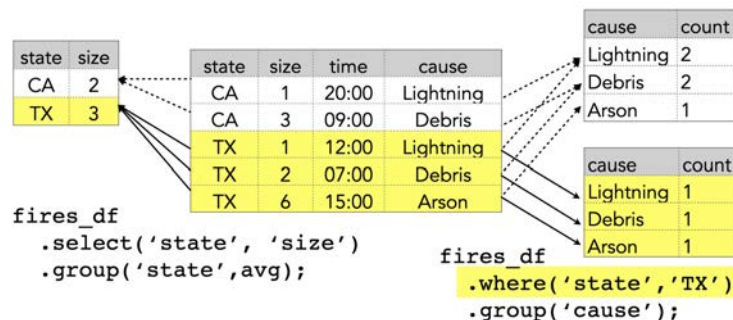 state size
CA 2
TX 3
state size time cause
CA 1 20:00 Lightning
CA 3 09:00 Debris
TX 1 12:00 Lightning
TX 2 07:00 Debris
TX 6 15:00 Arson
cause count
Lightning 2
Debris 2
Arson 1
cause count
Lightning 1
Debris 1
Arson 1
fires_df
.select(‘state’, ‘size’)
.group(‘state’,avg);
fires_df
.where(‘state’,’TX’)
.group(‘cause’);